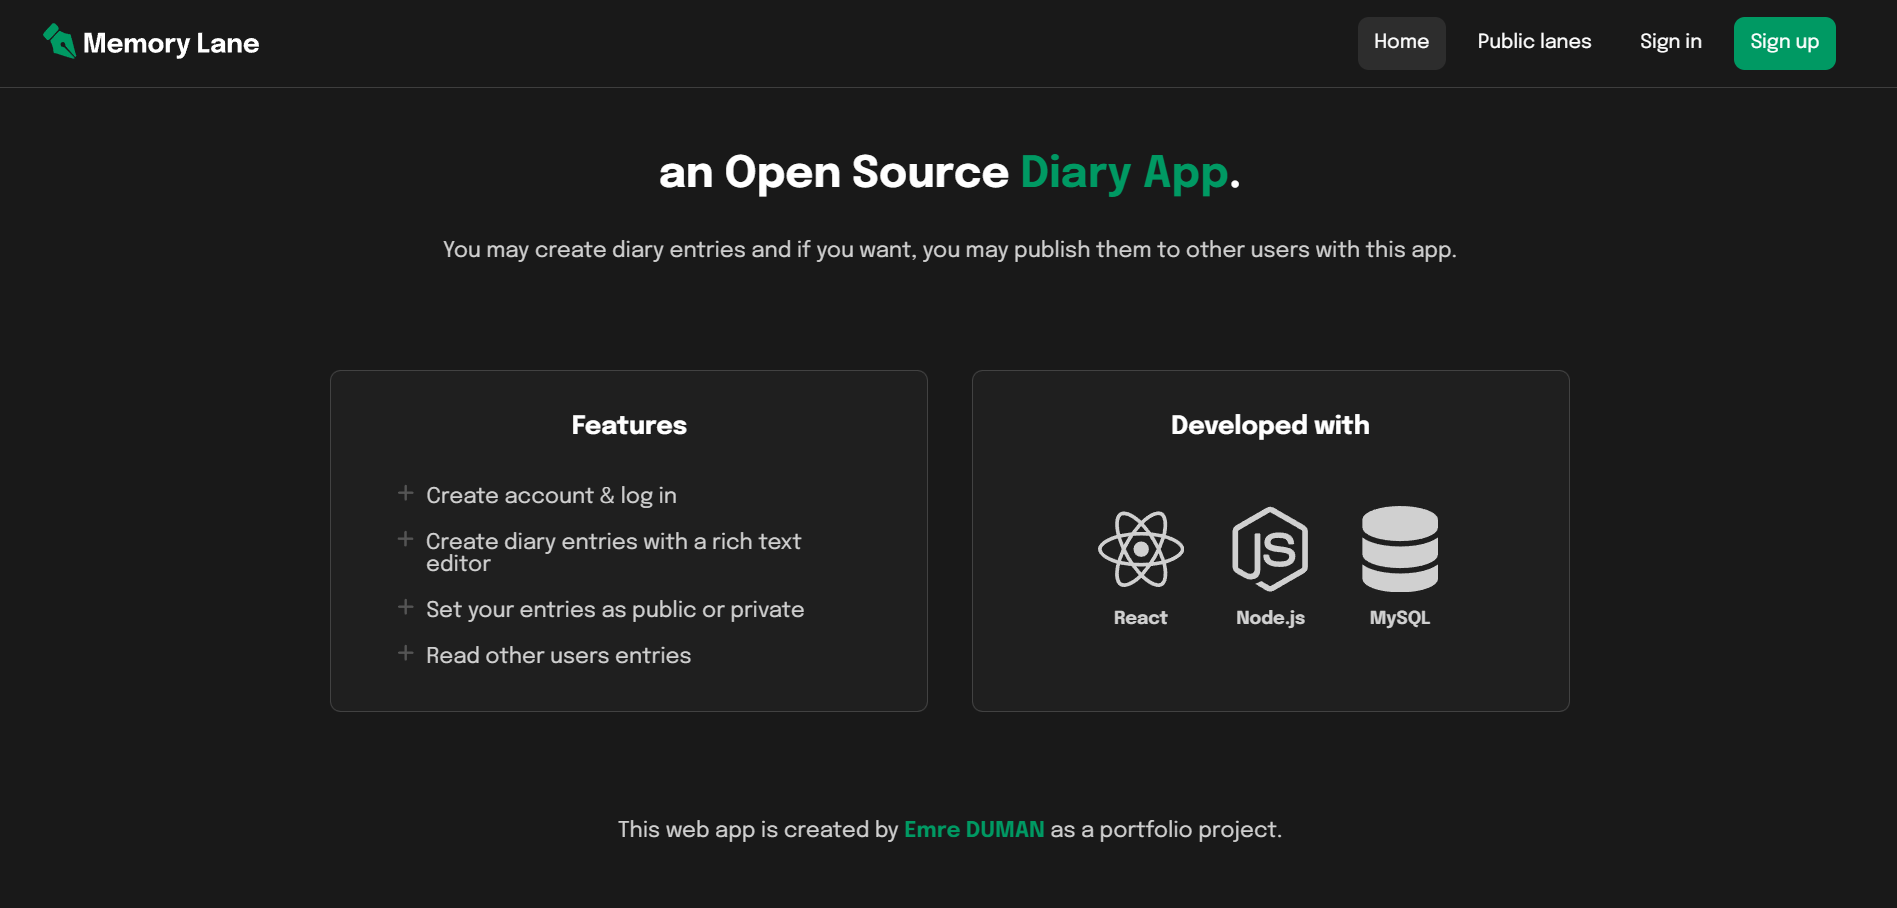 Memory Lane
Home
Public lanes
Sign in
Sign up
an Open Source Diary App.
You may create diary entries and if you want, you may publish them to other users with this app.
Features
+ Create account & log in
+ Create diary entries with a rich text
editor
+ Set your entries as public or private
+ Read other users entries
Developed with
JS
React
Node.js
MySQL
This web app is created by Emre DUMAN as a portfolio project.